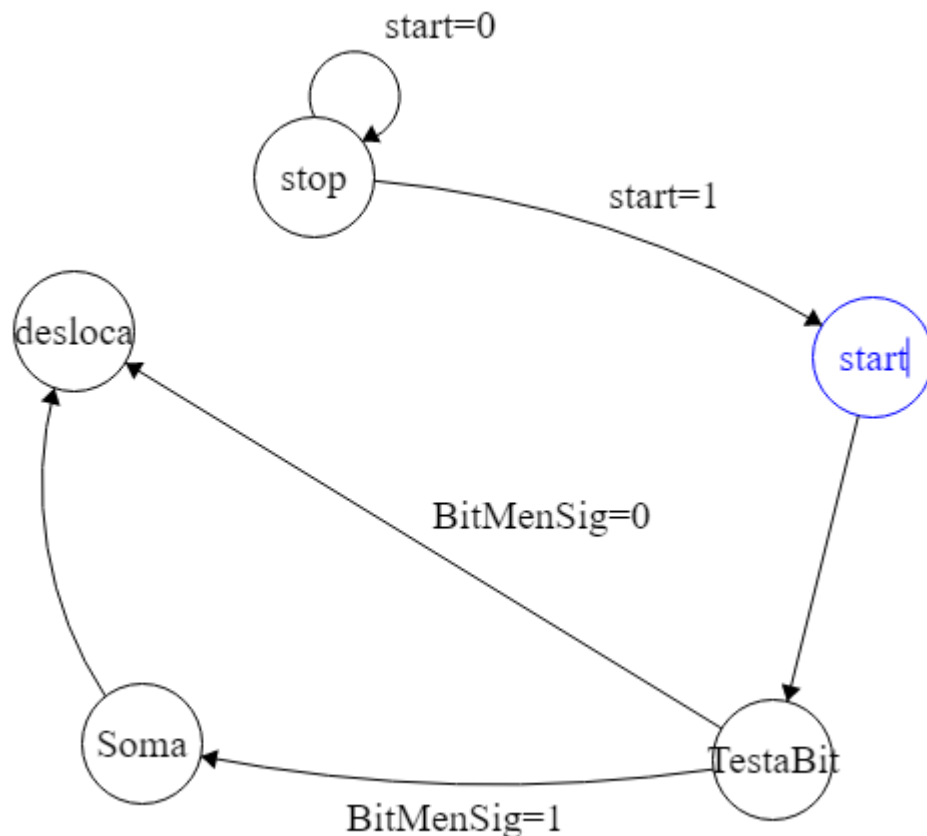 start=0
stop
start=1
desloca
start
BitMenSig=0
Soma
TestaBit
BitMenSig=1